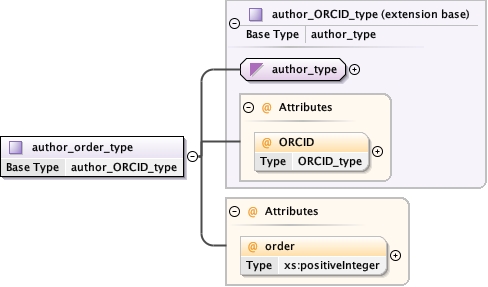 author_ORCID_type (extension base)
Base Type author_type
author_type
@ Attributes
@ ORCID
Type ORCID_type
author_order_type
Base Type author_ORCID_type
@ Attributes
@ order
Type xs:positiveInteger